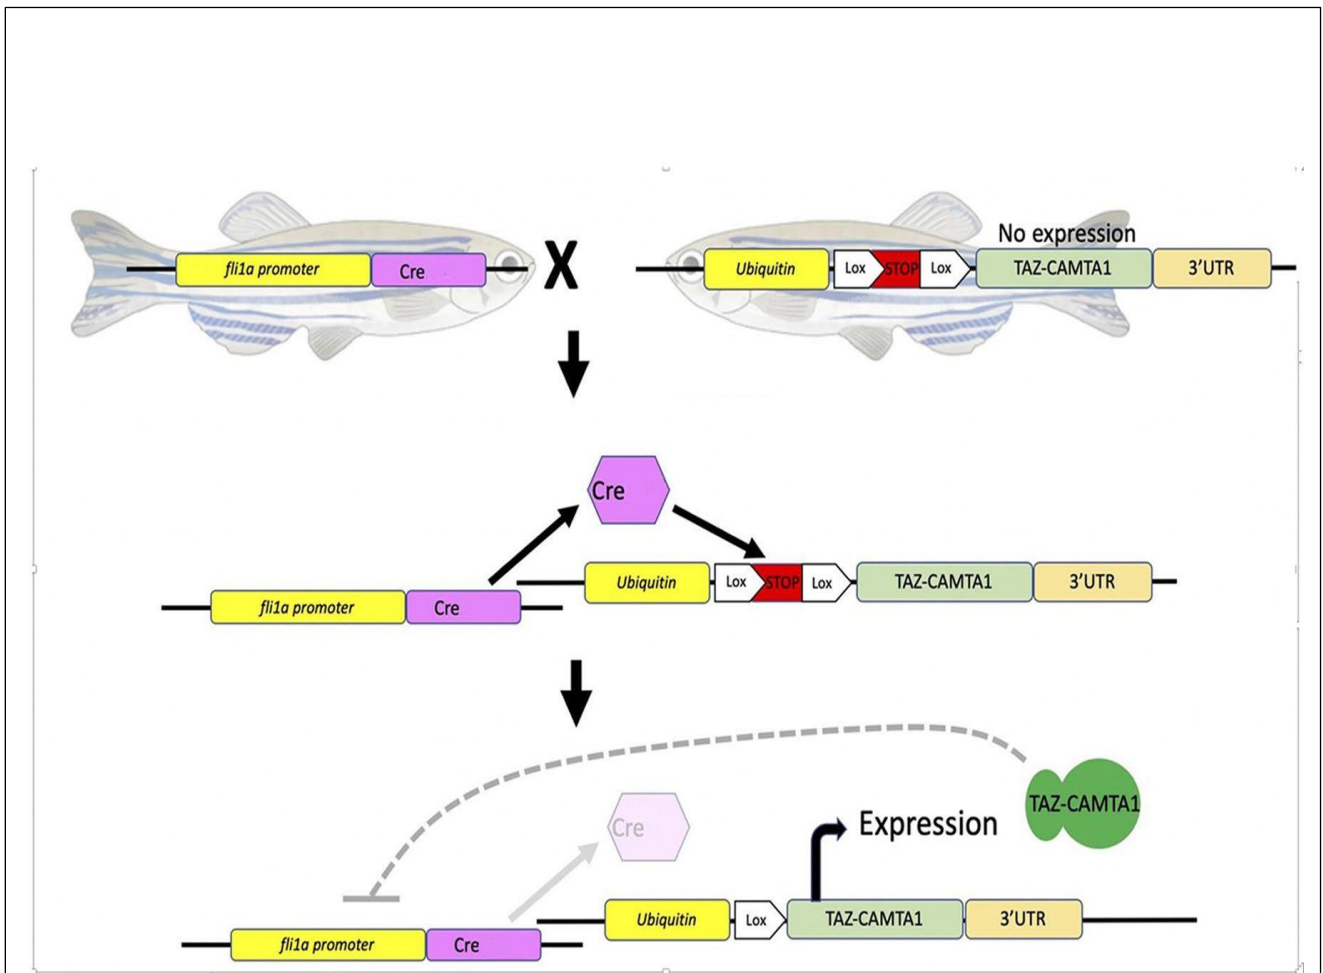 No expression
fli1a promoter Cre X Ubiquitin Lox STOP Lox TAZ-CAMTA1 3'UTR
Cre
Ubiquitin Lox STOP Lox TAZ-CAMTA1 3'UTR
fli1a promoter Cre
TAZ-CAMTA1
Cre Expression
Ubiquitin Lox TAZ-CAMTA1 3'UTR
fli1a promoter Cre